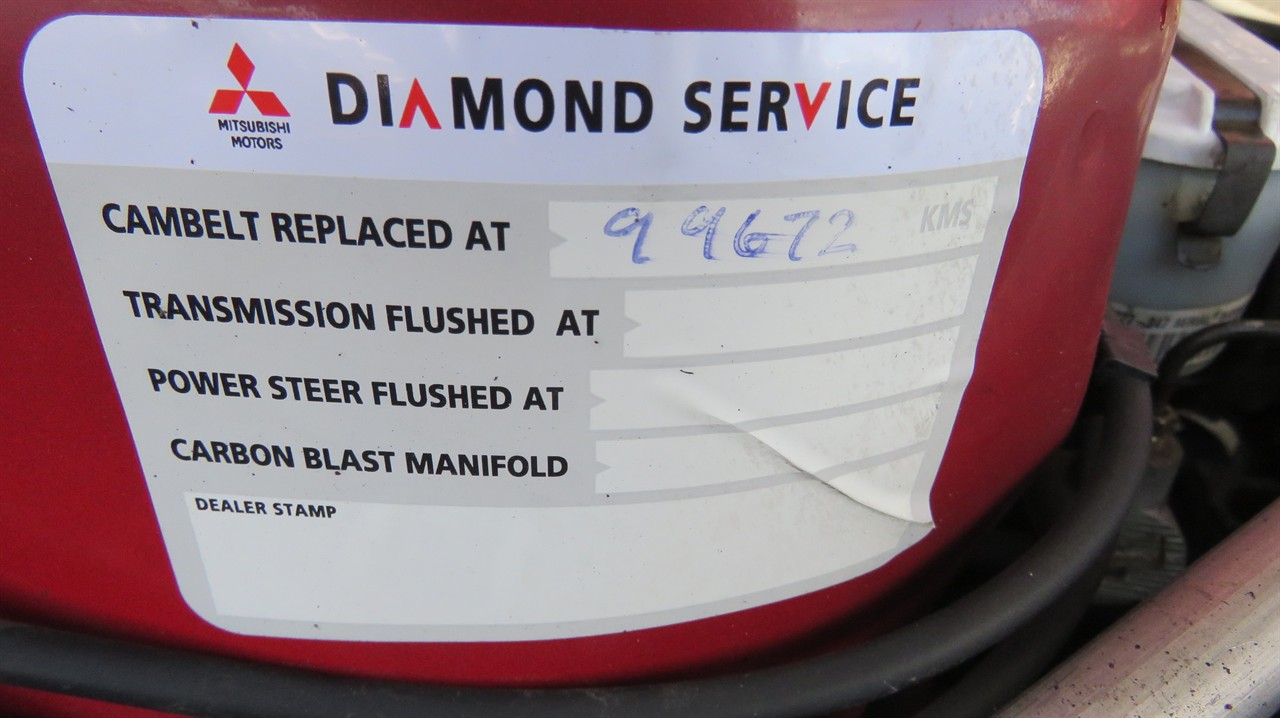 MITSUBISHI
MOTORS
DIAMOND SERVICE
CAMBELT REPLACED AT 99672 KMS
TRANSMISSION FLUSHED AT
POWER STEER FLUSHED AT
CARBON BLAST MANIFOLD
DEALER STAMP